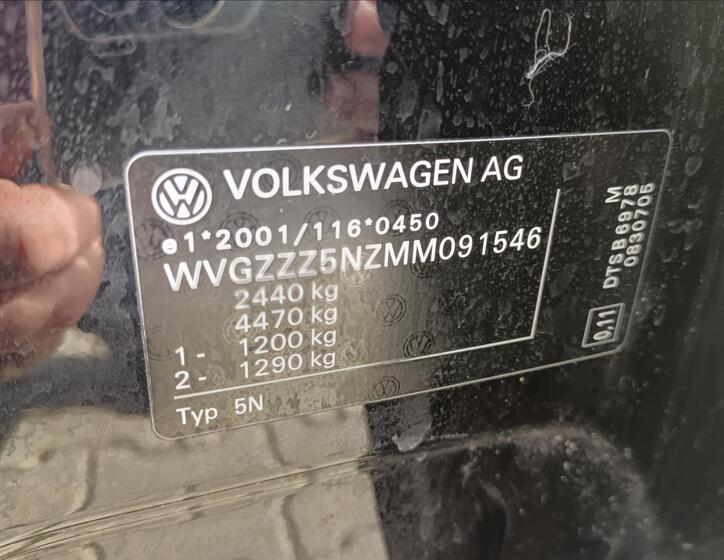 VOLKSWAGEN AG
e1*2001/116*0450
WVGZZZ5NZMM091546
2440 kg
4470 kg
1- 1200 kg
2- 1290 kg
Typ 5N
0.11
DTSB6978 M
0830705